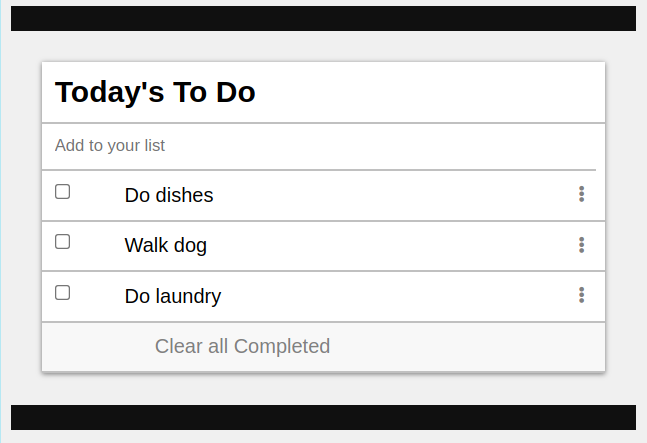 Today's To Do
Add to your list
Do dishes
Walk dog
Do laundry
Clear all Completed